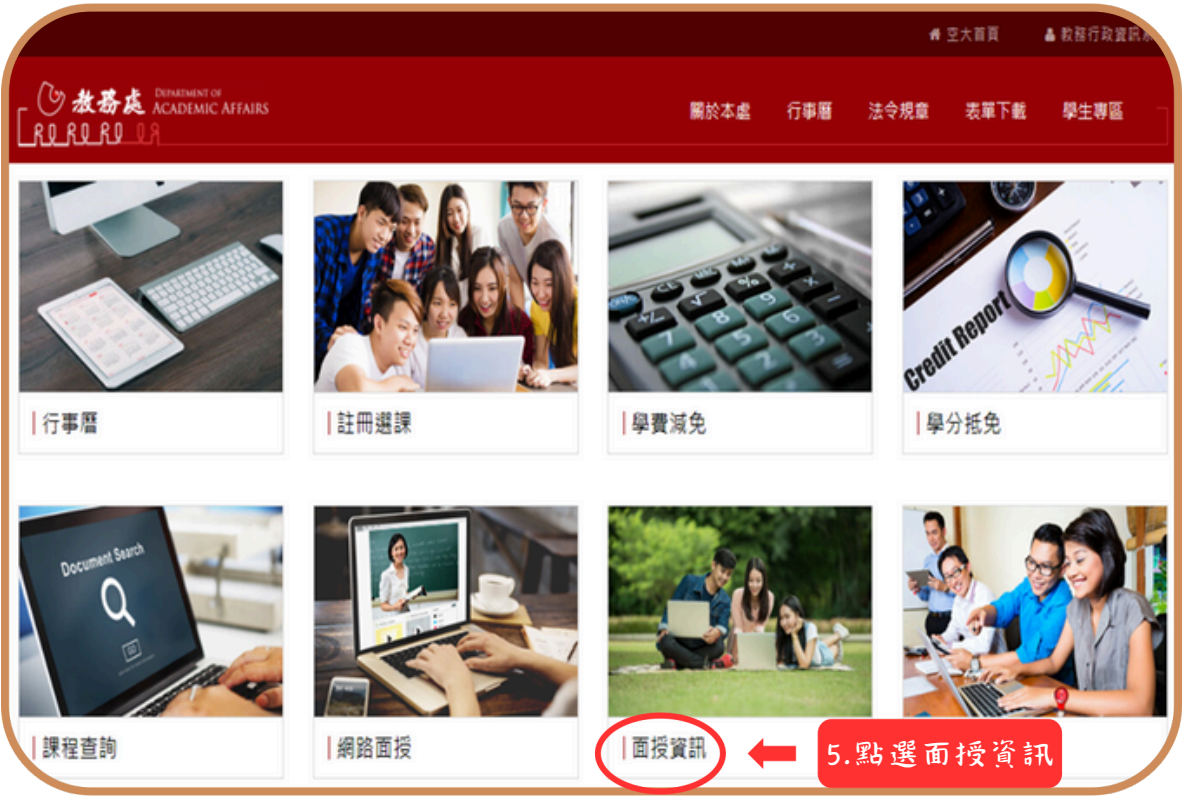 空大首頁 教務行政資訊系
教務處 DEPARTMENT OF ACADEMIC AFFAIRS
關於本處 行事曆 法令規章 表單下載 學生專區
Credit Report
行事曆 註冊選課 學費減免 學分抵免
Document Search
課程查詢 網路面授 面授資訊
5.點選面授資訊